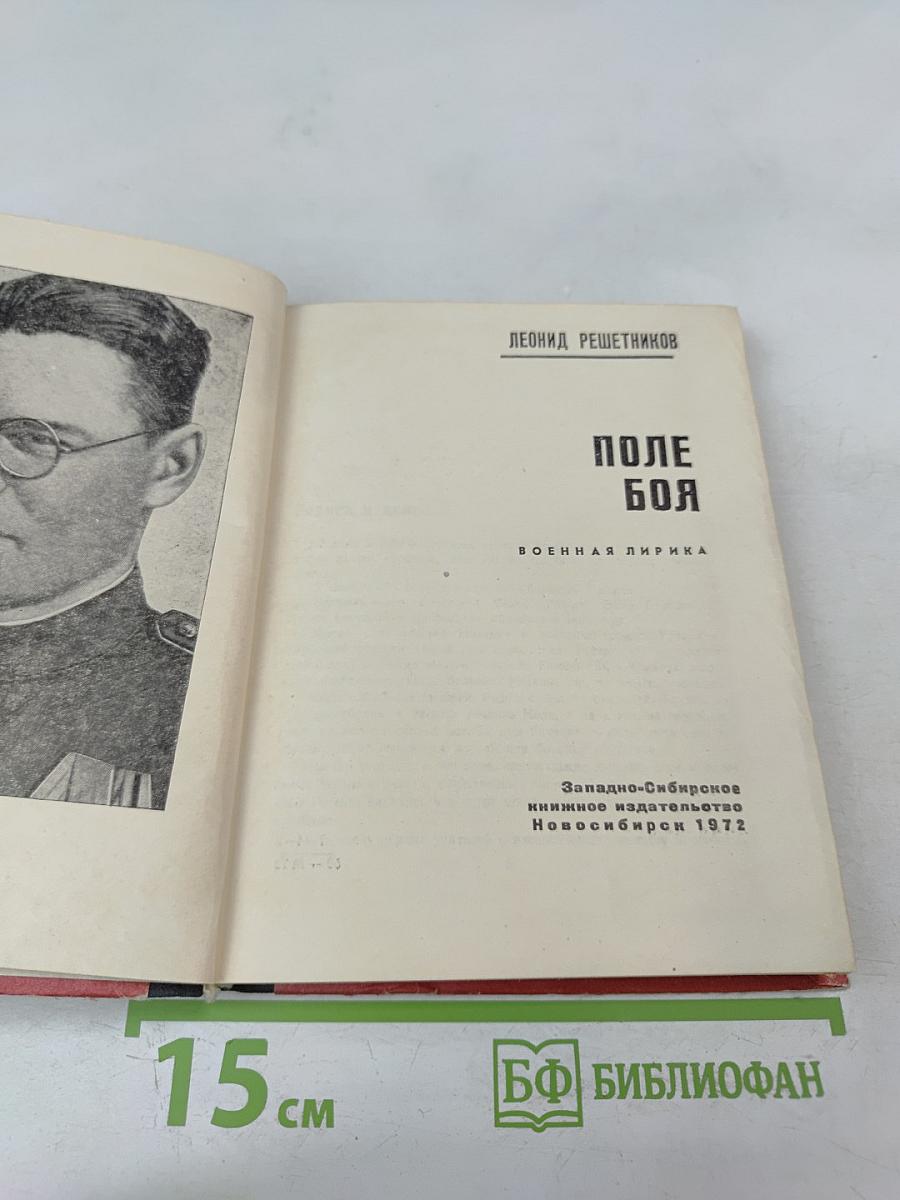 ЛЕОНИД РЕШЕТНИКОВ
ПОЛЕ
БОЯ
ВОЕННАЯ ЛИРИКА
Западно-Сибирское
книжное издательство
Новосибирск 1972
15 см
БФ БИБЛИОФАН